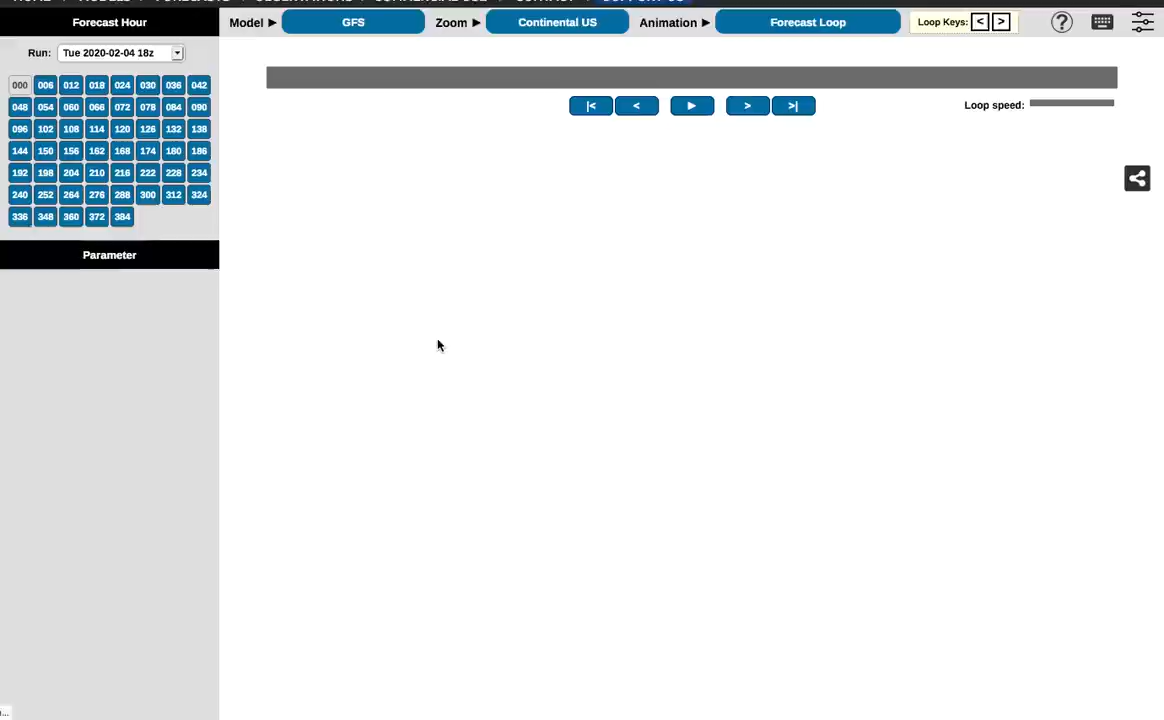 Forecast Hour
Model ▶ GFS Zoom ▶ Continental US Animation ▶ Forecast Loop Loop Keys: < > ?
Run: Tue 2020-02-04 18z
000 006 012 018 024 030 036 042
048 054 060 066 072 078 084 090
096 102 108 114 120 126 132 138
144 150 156 162 168 174 180 186
192 198 204 210 216 222 228 234
240 252 264 276 288 300 312 324
336 348 360 372 384
|< < ▶ > >| Loop speed:
Parameter